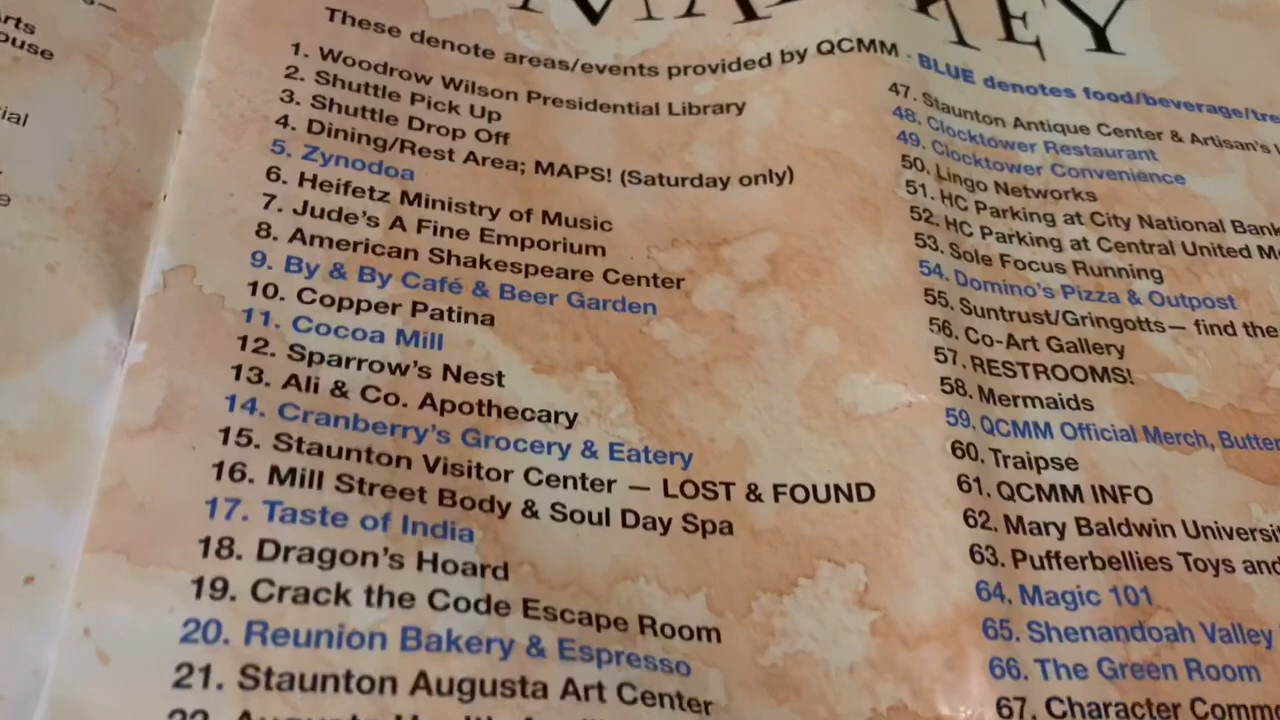 These denote areas/events provided by QCMM - BLUE denotes food/beverage/tre
1. Woodrow Wilson Presidential Library
2. Shuttle Pick Up
3. Shuttle Drop Off
4. Dining/Rest Area; MAPS! (Saturday only)
5. Zynodoa
6. Heifetz Ministry of Music
7. Jude's A Fine Emporium
8. American Shakespeare Center
9. By & By Café & Beer Garden
10. Copper Patina
11. Cocoa Mill
12. Sparrow's Nest
13. Ali & Co. Apothecary
14. Cranberry's Grocery & Eatery
15. Staunton Visitor Center — LOST & FOUND
16. Mill Street Body & Soul Day Spa
17. Taste of India
18. Dragon's Hoard
19. Crack the Code Escape Room
20. Reunion Bakery & Espresso
21. Staunton Augusta Art Center
47. Staunton Antique Center & Artisan's
48. Clocktower Restaurant
49. Clocktower Convenience
50. Lingo Networks
51. HC Parking at City National Bank
52. HC Parking at Central United M
53. Sole Focus Running
54. Domino's Pizza & Outpost
55. Suntrust/Gringotts— find the
56. Co-Art Gallery
57. RESTROOMS!
58. Mermaids
59. QCMM Official Merch, Butter
60. Traipse
61. QCMM INFO
62. Mary Baldwin Universi
63. Pufferbellies Toys and
64. Magic 101
65. Shenandoah Valley
66. The Green Room
67. Character Comm